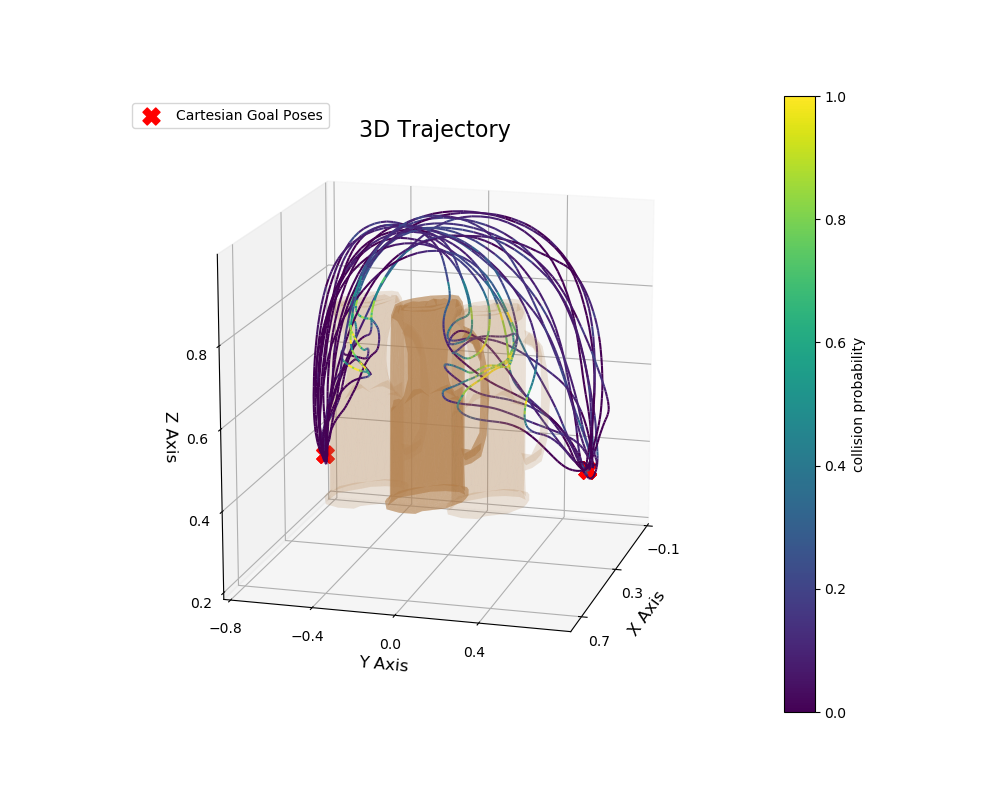 Cartesian Goal Poses
3D Trajectory
1.0
0.8
0.6
0.4
0.2
0.0
collision probability
Z Axis
0.8
0.6
0.4
0.2
−0.8
−0.4
0.0
0.4
Y Axis
−0.1
0.3
0.7
X Axis